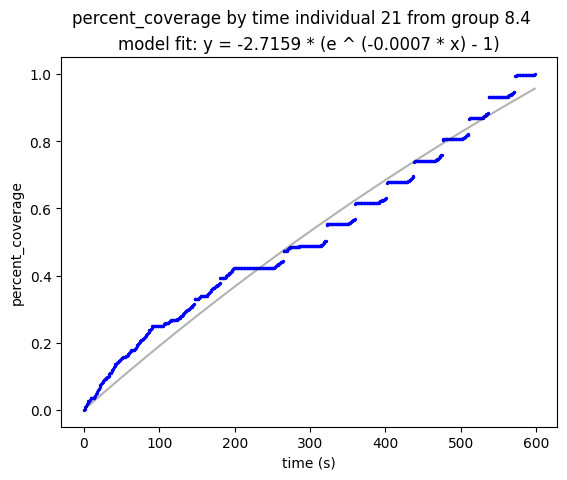 percent_coverage by time individual 21 from group 8.4
model fit: y = -2.7159 * (e ^ (-0.0007 * x) - 1)
1.0
0.8
0.6
0.4
0.2
0.0
percent_coverage
0 100 200 300 400 500 600
time (s)